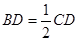 BD = 1/2 CD